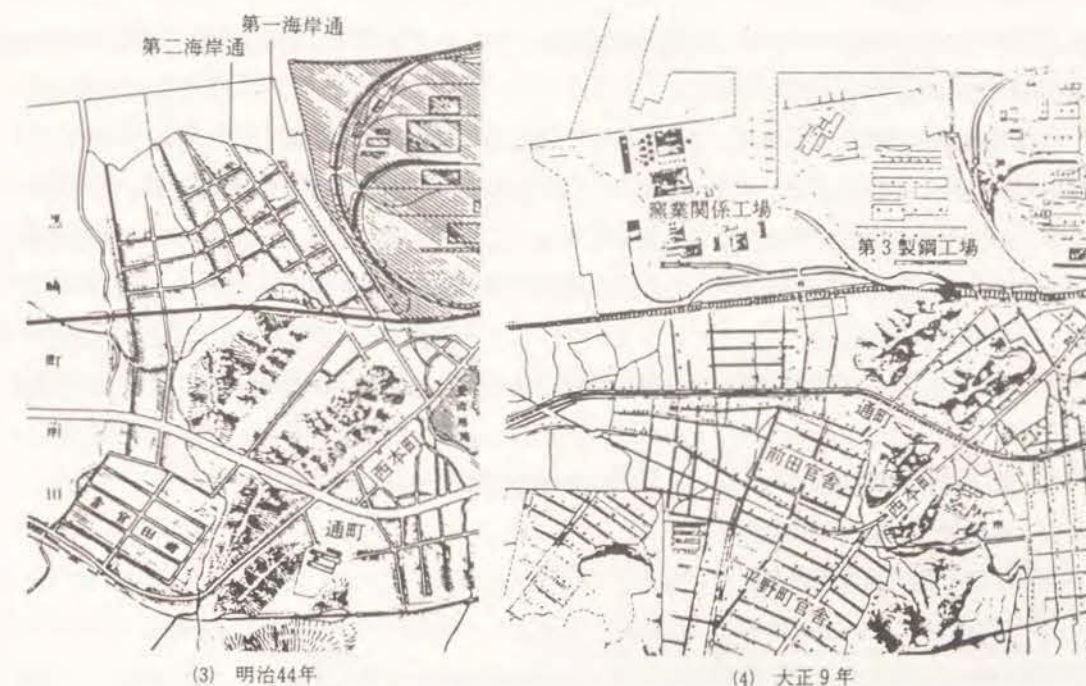 第一海岸通
第二海岸通
町
川
西本町
通町
(3) 明治44年
窯業関係工場
第3製鋼工場
通町
前田官舎
西本町
平野町官舎
(4) 大正9年